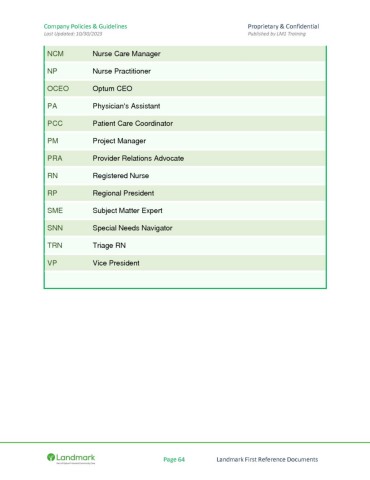 Company Policies & Guidelines Proprietary & Confidential
Last Updated: 10/30/2023 Published by LMS Training
NCM Nurse Care Manager
NP Nurse Practitioner
OCEO Optum CEO
PA Physician's Assistant
PCC Patient Care Coordinator
PM Project Manager
PRA Provider Relations Advocate
RN Registered Nurse
RP Regional President
SME Subject Matter Expert
SNN Special Needs Navigator
TRN Triage RN
VP Vice President
Landmark
Page 64 Landmark First Reference Documents